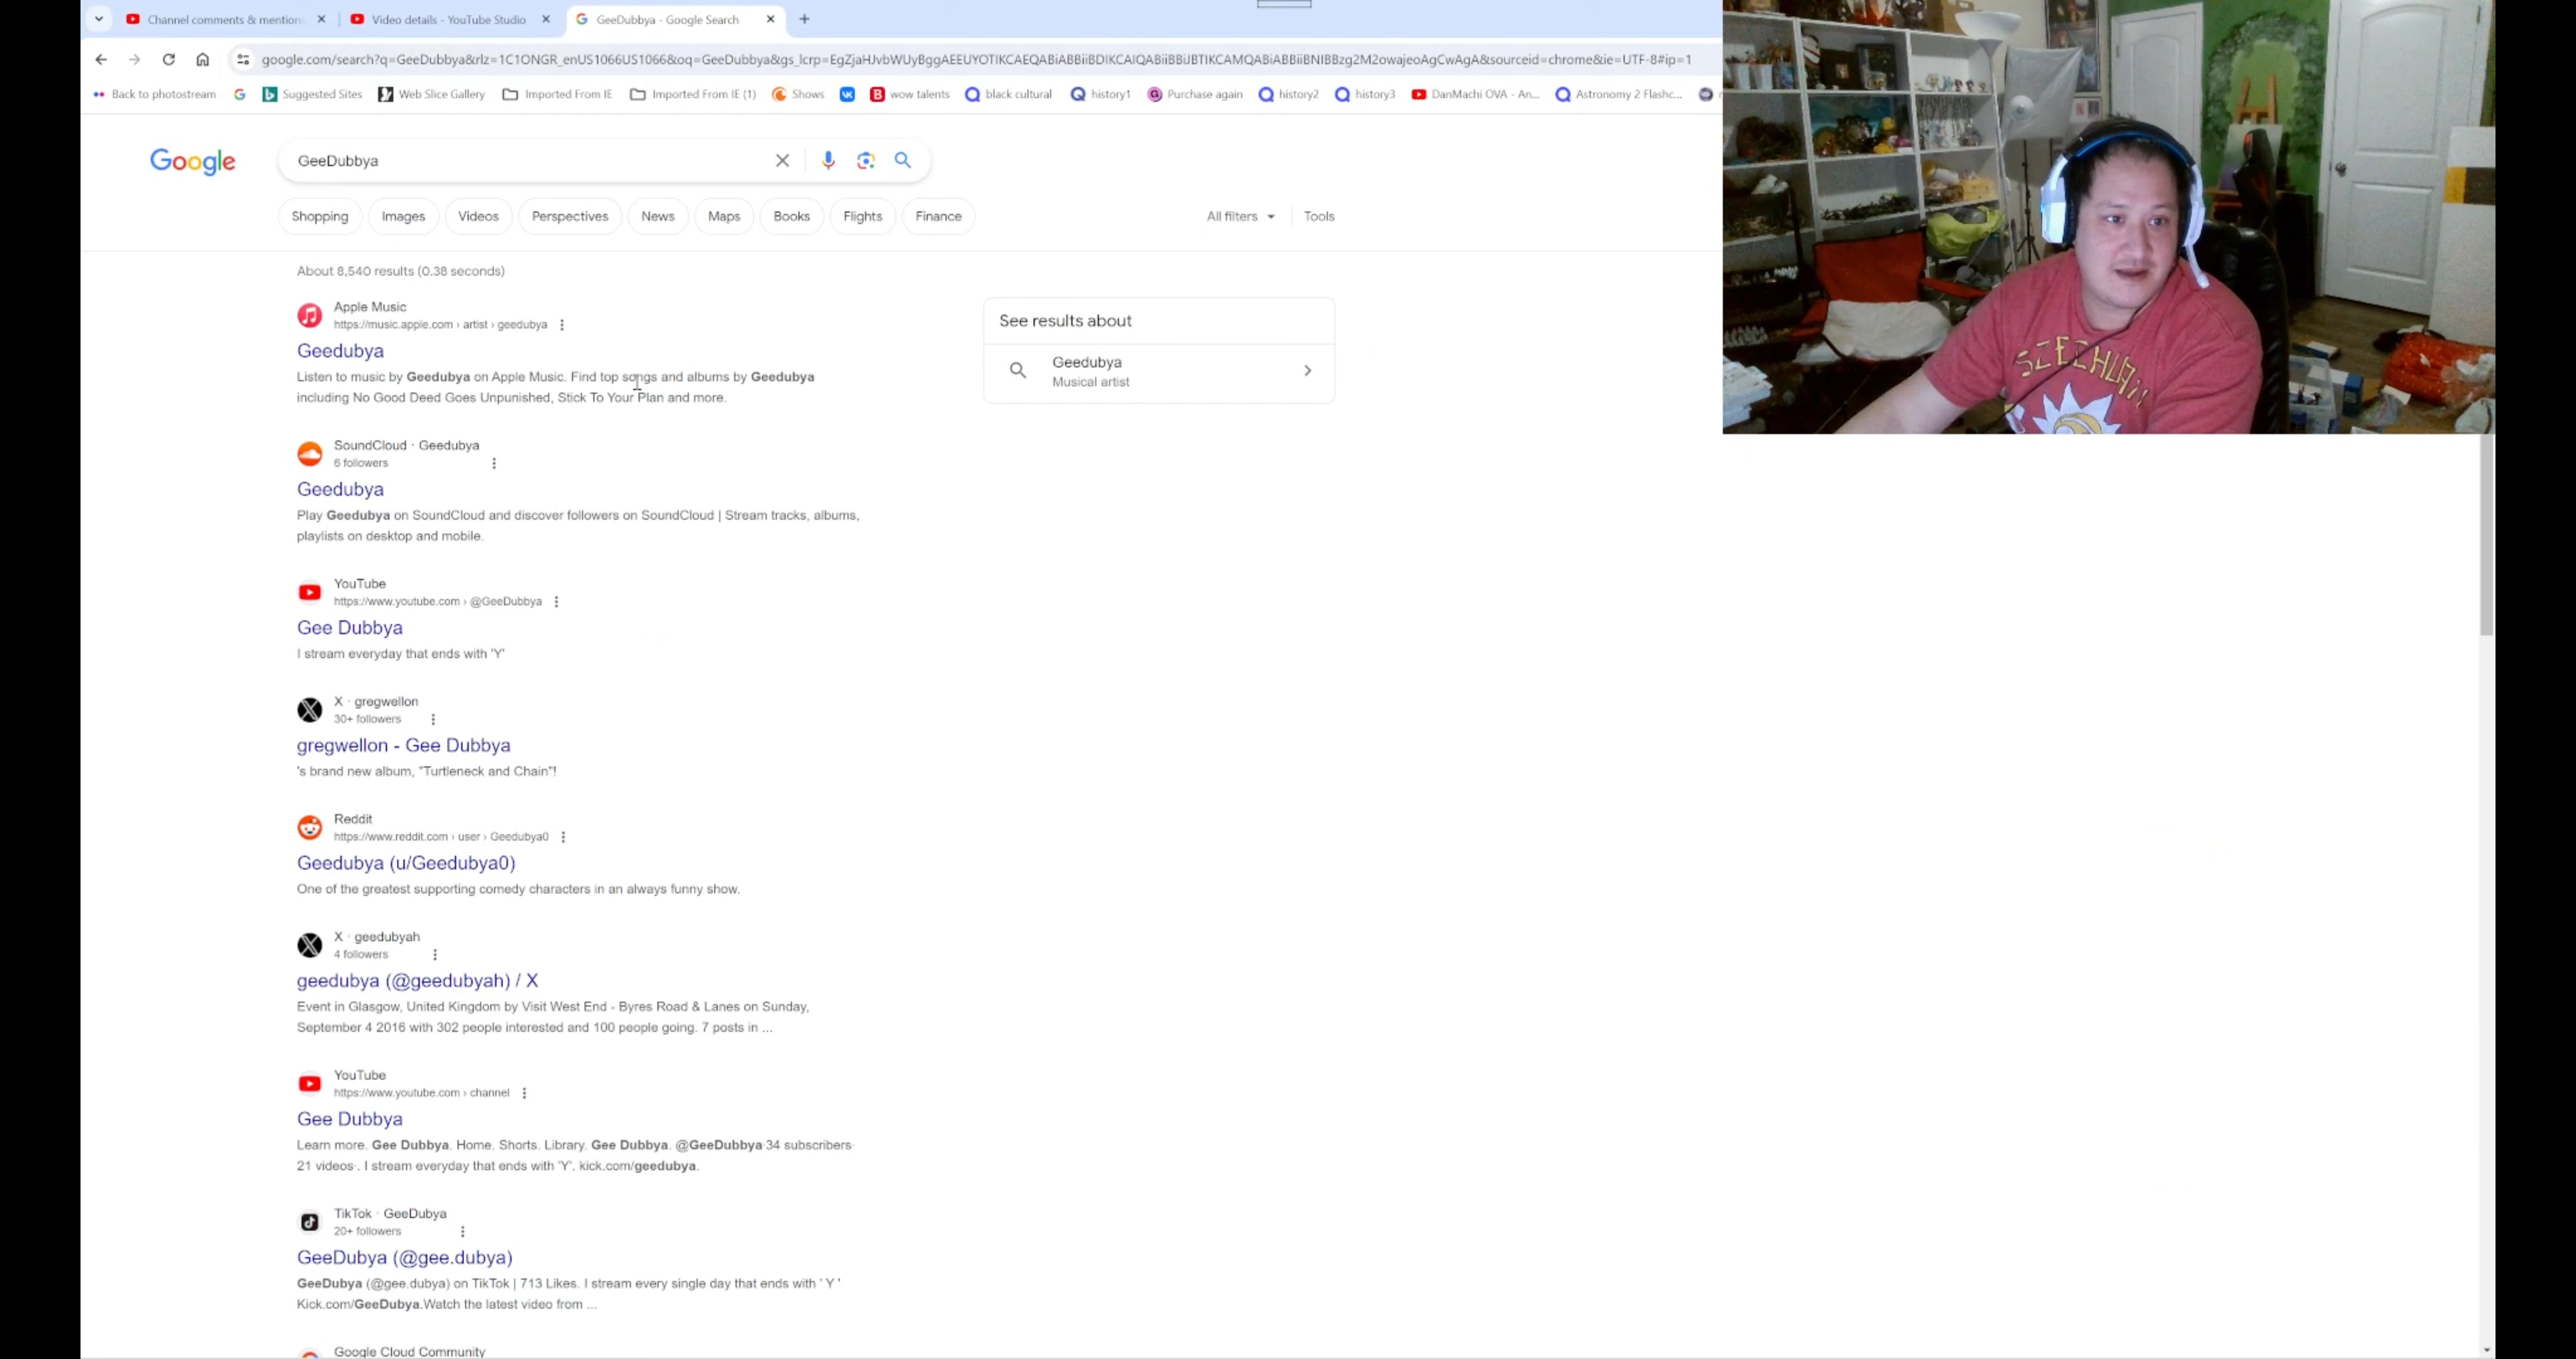 Channel comments & mention
Video details - YouTube Studio
GeeDubbya - Google Search
google.com/search?q=GeeDubbya&rlz=1C1ONGR_enUS1066US1066&oq=GeeDubbya&gs_lcrp=EgZjaHJvbWUyBggAEEUYOTIKCAEQABiABBiiBDIKCAIQABiiBBiJBTIKCAMQABiABBiiBNIBBzg2M2owajeoAgCwAgA&sourceid=chrome&ie=UTF-8#ip=1
Back to photostream
Suggested Sites
Web Slice Gallery
Imported From IE
Imported From IE (1)
Shows
wow talents
black cultural
history1
Purchase again
history2
history3
DanMachi OVA - An...
Astronomy 2 Flashc...
Google
GeeDubbya
Shopping
Images
Videos
Perspectives
News
Maps
Books
Flights
Finance
All filters
Tools
About 8,540 results (0.38 seconds)
Apple Music
https://music.apple.com › artist › geedubya
Geedubya
Listen to music by Geedubya on Apple Music. Find top songs and albums by Geedubya
including No Good Deed Goes Unpunished, Stick To Your Plan and more.
See results about
Geedubya
Musical artist
SoundCloud · Geedubya
6 followers
Geedubya
Play Geedubya on SoundCloud and discover followers on SoundCloud | Stream tracks, albums,
playlists on desktop and mobile.
YouTube
https://www.youtube.com › @GeeDubbya
Gee Dubbya
I stream everyday that ends with 'Y'
X · gregwellon
30+ followers
gregwellon - Gee Dubbya
's brand new album, "Turtleneck and Chain"!
Reddit
https://www.reddit.com › user › Geedubya0
Geedubya (u/Geedubya0)
One of the greatest supporting comedy characters in an always funny show.
X · geedubyah
4 followers
geedubya (@geedubyah) / X
Event in Glasgow, United Kingdom by Visit West End - Byres Road & Lanes on Sunday,
September 4 2016 with 302 people interested and 100 people going. 7 posts in ...
YouTube
https://www.youtube.com › channel
Gee Dubbya
Learn more. Gee Dubbya. Home. Shorts. Library. Gee Dubbya. @GeeDubbya·34 subscribers·
21 videos·. I stream everyday that ends with 'Y'. kick.com/geedubya.
TikTok · GeeDubya
20+ followers
GeeDubya (@gee.dubya)
GeeDubya (@gee.dubya) on TikTok | 713 Likes. I stream every single day that ends with ' Y '
Kick.com/GeeDubya.Watch the latest video from ...
Google Cloud Community